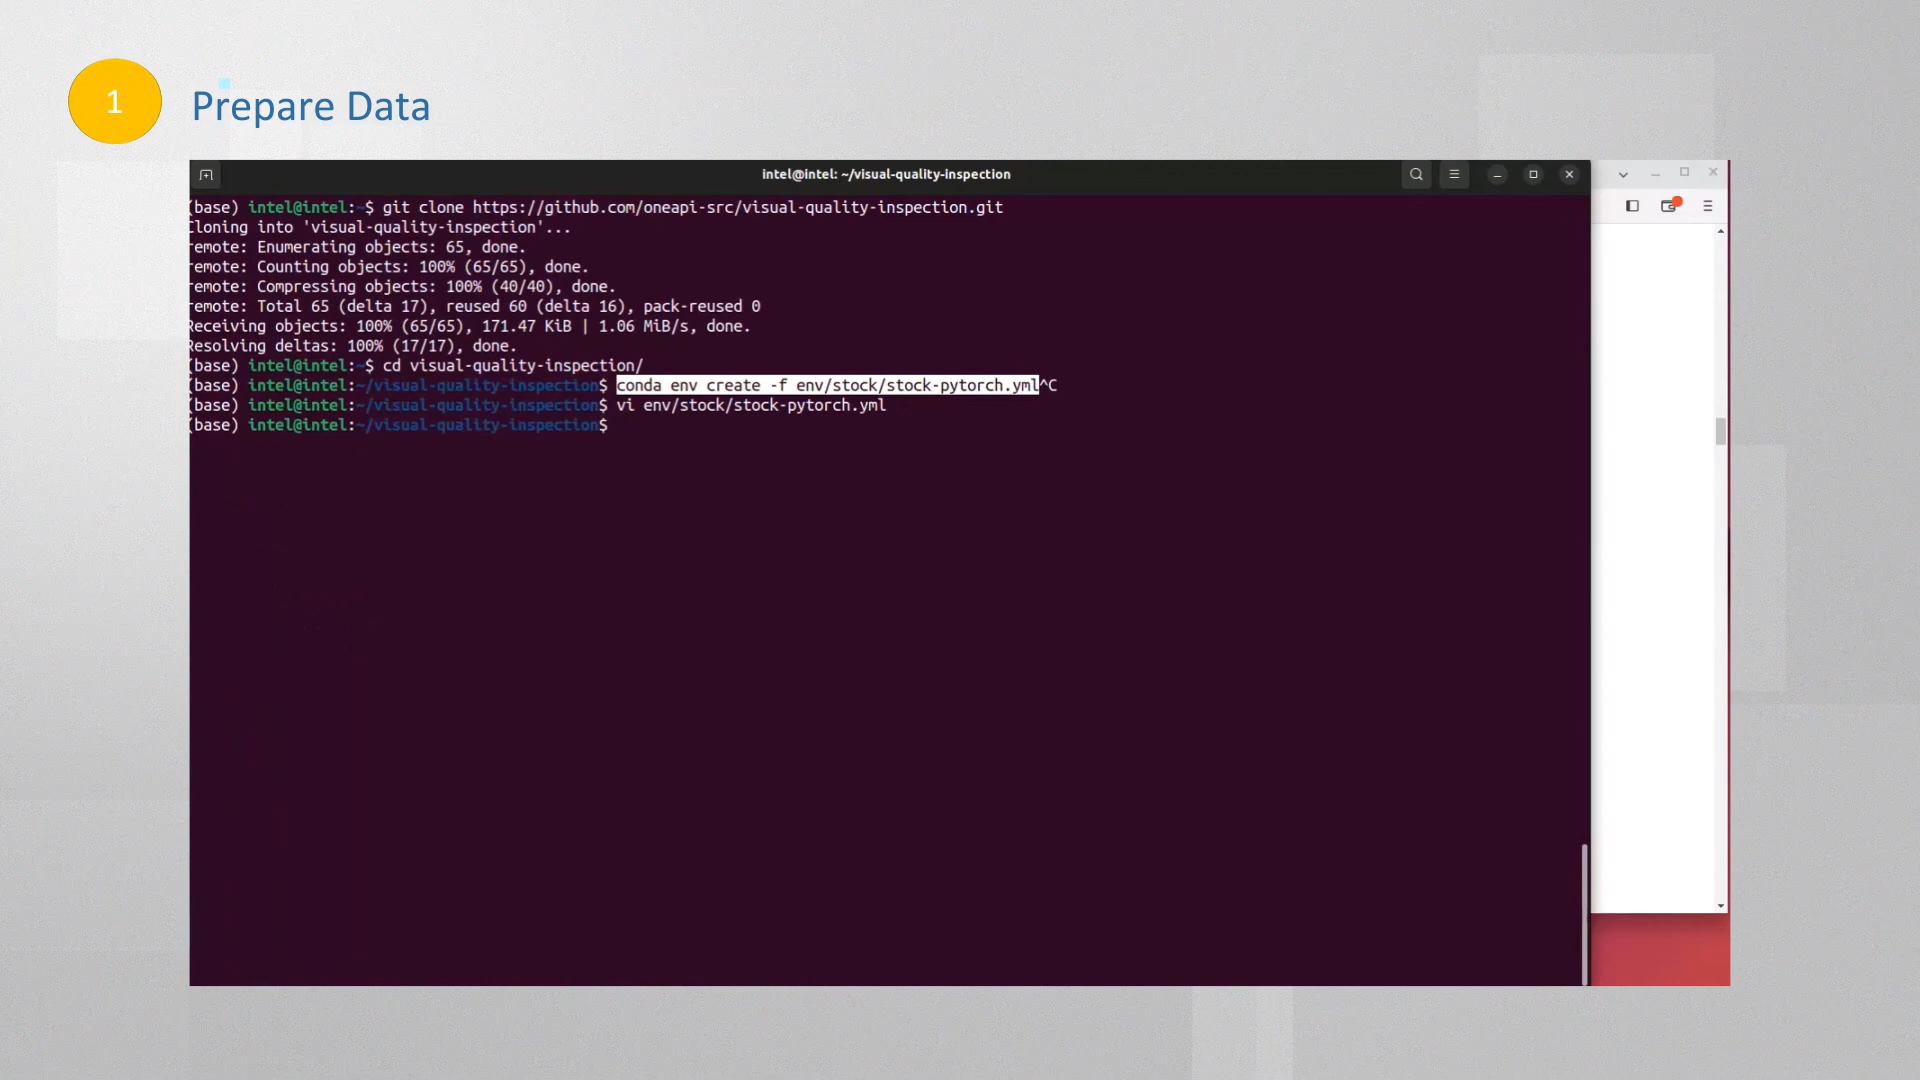 1
Prepare Data
intel@intel: ~/visual-quality-inspection
(base) intel@intel:~$ git clone https://github.com/oneapi-src/visual-quality-inspection.git
Cloning into 'visual-quality-inspection'...
remote: Enumerating objects: 65, done.
remote: Counting objects: 100% (65/65), done.
remote: Compressing objects: 100% (40/40), done.
remote: Total 65 (delta 17), reused 60 (delta 16), pack-reused 0
Receiving objects: 100% (65/65), 171.47 KiB | 1.06 MiB/s, done.
Resolving deltas: 100% (17/17), done.
(base) intel@intel:~$ cd visual-quality-inspection/
(base) intel@intel:~/visual-quality-inspection$ conda env create -f env/stock/stock-pytorch.yml^C
(base) intel@intel:~/visual-quality-inspection$ vi env/stock/stock-pytorch.yml
(base) intel@intel:~/visual-quality-inspection$